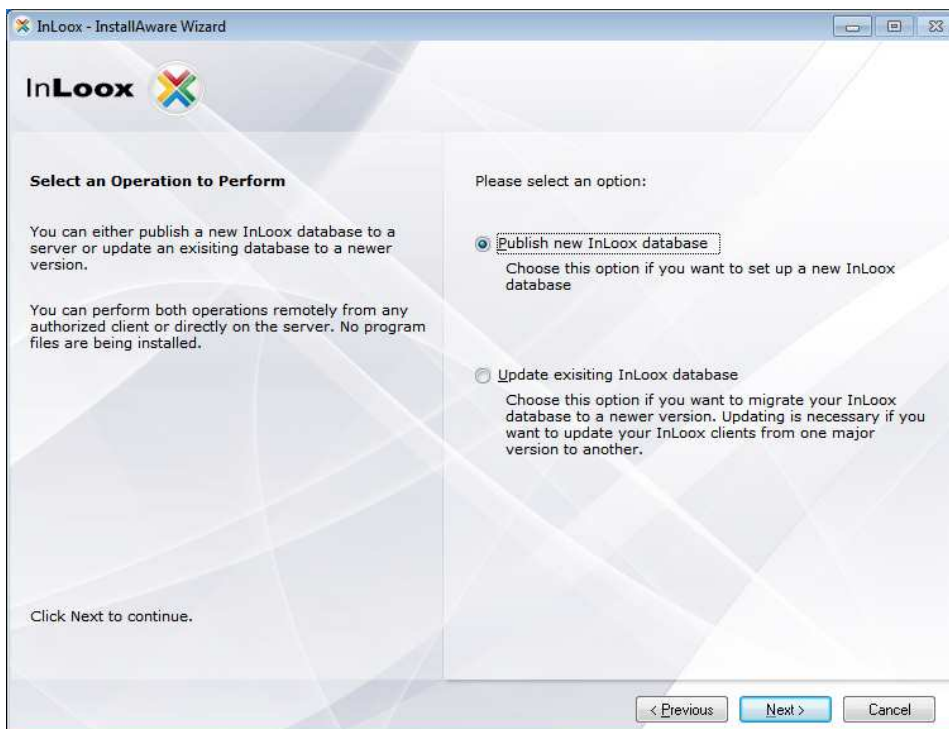 InLoox - InstallAware Wizard
InLoox
Select an Operation to Perform
You can either publish a new InLoox database to a
server or update an exisiting database to a newer
version.
You can perform both operations remotely from any
authorized client or directly on the server. No program
files are being installed.
Click Next to continue.
Please select an option:
Publish new InLoox database
Choose this option if you want to set up a new InLoox
database
Update exisiting InLoox database
Choose this option if you want to migrate your InLoox
database to a newer version. Updating is necessary if you
want to update your InLoox clients from one major
version to another.
< Previous
Next >
Cancel